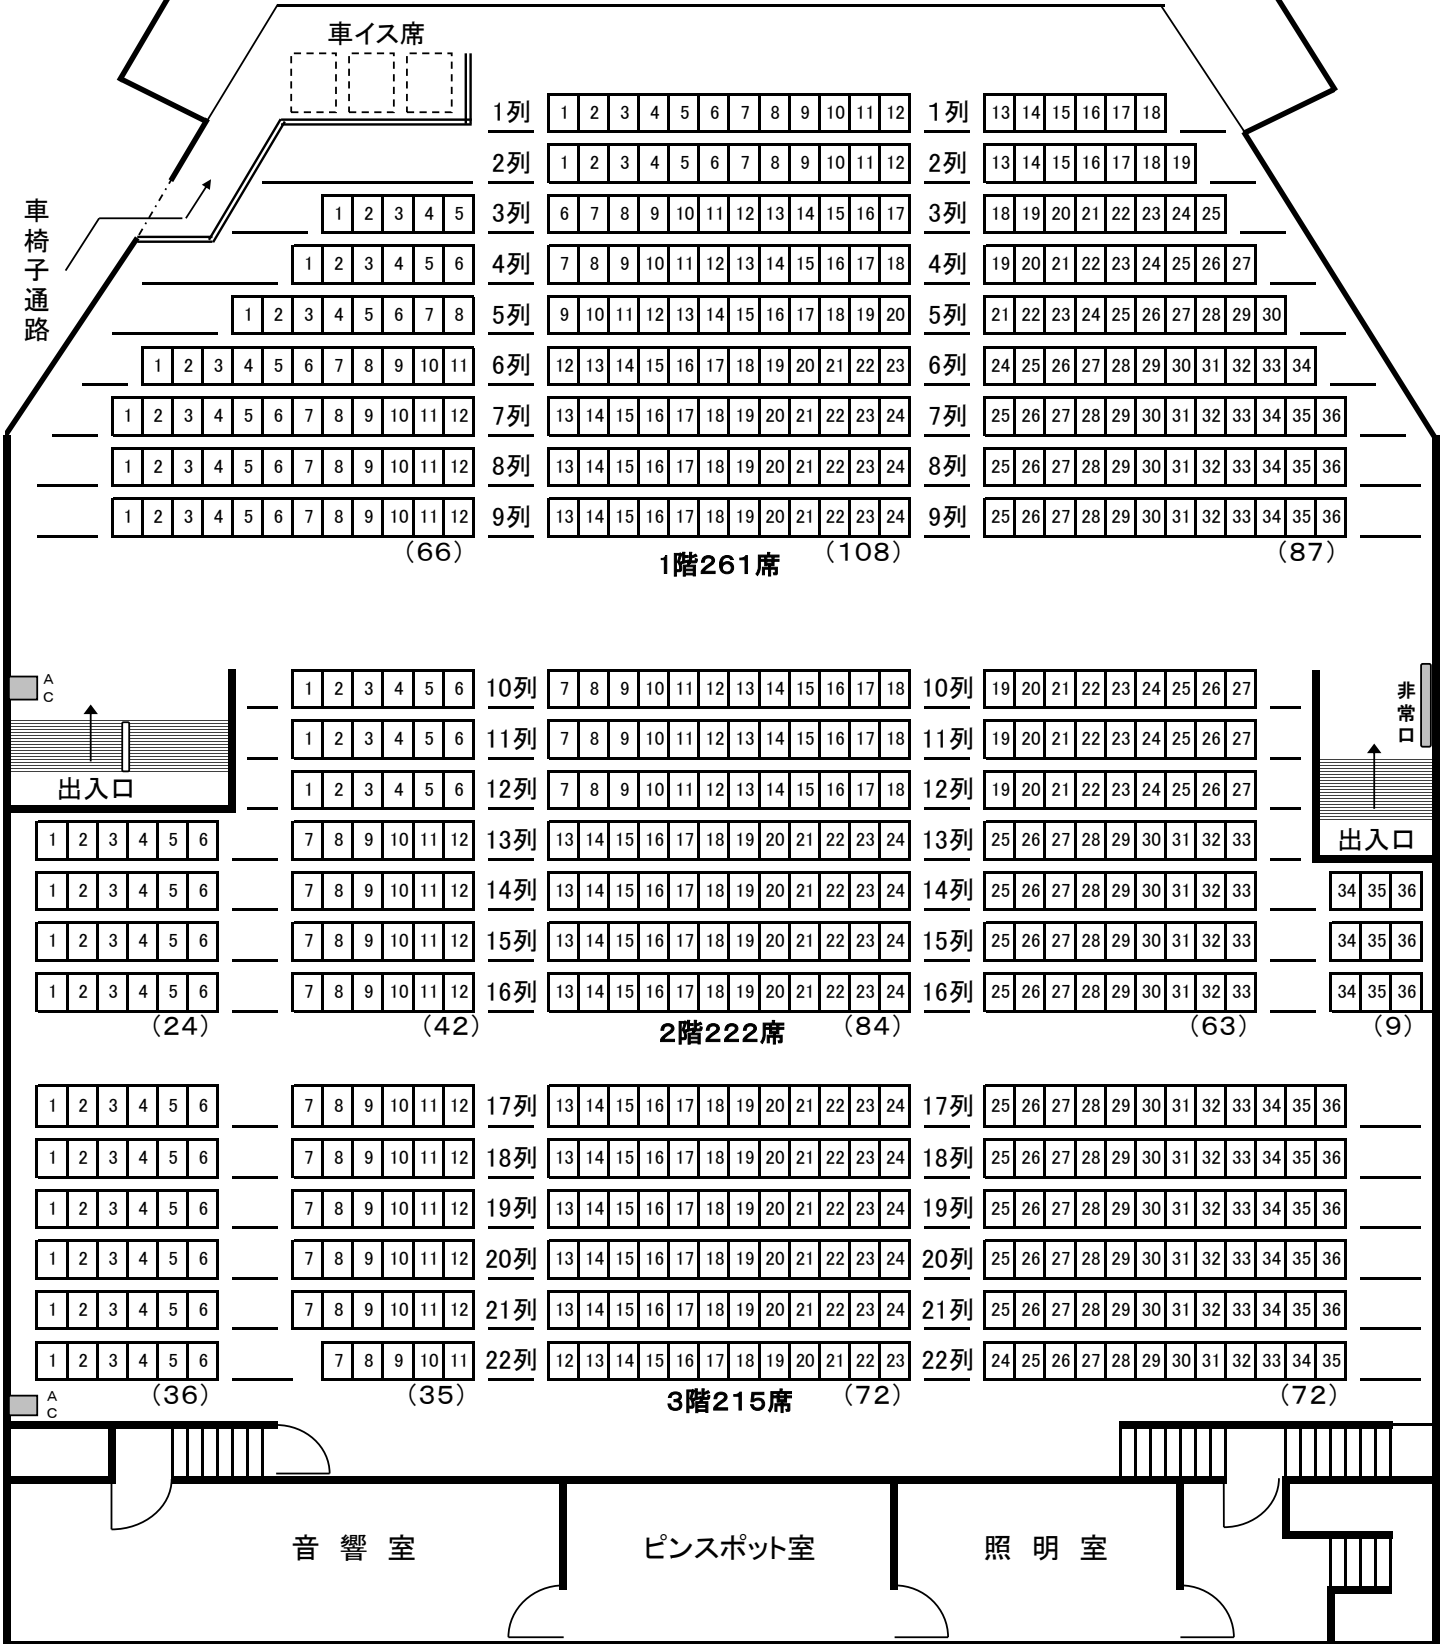 車イス席
1列 1 2 3 4 5 6 7 8 9 10 11 12 1列 13 14 15 16 17 18
2列 1 2 3 4 5 6 7 8 9 10 11 12 2列 13 14 15 16 17 18 19
車椅子通路
1 2 3 4 5 3列 6 7 8 9 10 11 12 13 14 15 16 17 3列 18 19 20 21 22 23 24 25
1 2 3 4 5 6 4列 7 8 9 10 11 12 13 14 15 16 17 18 4列 19 20 21 22 23 24 25 26 27
1 2 3 4 5 6 7 8 5列 9 10 11 12 13 14 15 16 17 18 19 20 5列 21 22 23 24 25 26 27 28 29 30
1 2 3 4 5 6 7 8 9 10 11 6列 12 13 14 15 16 17 18 19 20 21 22 23 6列 24 25 26 27 28 29 30 31 32 33 34
1 2 3 4 5 6 7 8 9 10 11 12 7列 13 14 15 16 17 18 19 20 21 22 23 24 7列 25 26 27 28 29 30 31 32 33 34 35 36
1 2 3 4 5 6 7 8 9 10 11 12 8列 13 14 15 16 17 18 19 20 21 22 23 24 8列 25 26 27 28 29 30 31 32 33 34 35 36
1 2 3 4 5 6 7 8 9 10 11 12 9列 13 14 15 16 17 18 19 20 21 22 23 24 9列 25 26 27 28 29 30 31 32 33 34 35 36
(66) 1階261席 (108) (87)
AC
1 2 3 4 5 6 10列 7 8 9 10 11 12 13 14 15 16 17 18 10列 19 20 21 22 23 24 25 26 27
非常口
1 2 3 4 5 6 11列 7 8 9 10 11 12 13 14 15 16 17 18 11列 19 20 21 22 23 24 25 26 27
出入口
1 2 3 4 5 6 12列 7 8 9 10 11 12 13 14 15 16 17 18 12列 19 20 21 22 23 24 25 26 27
1 2 3 4 5 6 7 8 9 10 11 12 13列 13 14 15 16 17 18 19 20 21 22 23 24 13列 25 26 27 28 29 30 31 32 33
出入口
1 2 3 4 5 6 7 8 9 10 11 12 14列 13 14 15 16 17 18 19 20 21 22 23 24 14列 25 26 27 28 29 30 31 32 33 34 35 36
1 2 3 4 5 6 7 8 9 10 11 12 15列 13 14 15 16 17 18 19 20 21 22 23 24 15列 25 26 27 28 29 30 31 32 33 34 35 36
1 2 3 4 5 6 7 8 9 10 11 12 16列 13 14 15 16 17 18 19 20 21 22 23 24 16列 25 26 27 28 29 30 31 32 33 34 35 36
(24) (42) 2階222席 (84) (63) (9)
1 2 3 4 5 6 7 8 9 10 11 12 17列 13 14 15 16 17 18 19 20 21 22 23 24 17列 25 26 27 28 29 30 31 32 33 34 35 36
1 2 3 4 5 6 7 8 9 10 11 12 18列 13 14 15 16 17 18 19 20 21 22 23 24 18列 25 26 27 28 29 30 31 32 33 34 35 36
1 2 3 4 5 6 7 8 9 10 11 12 19列 13 14 15 16 17 18 19 20 21 22 23 24 19列 25 26 27 28 29 30 31 32 33 34 35 36
1 2 3 4 5 6 7 8 9 10 11 12 20列 13 14 15 16 17 18 19 20 21 22 23 24 20列 25 26 27 28 29 30 31 32 33 34 35 36
1 2 3 4 5 6 7 8 9 10 11 12 21列 13 14 15 16 17 18 19 20 21 22 23 24 21列 25 26 27 28 29 30 31 32 33 34 35 36
1 2 3 4 5 6 7 8 9 10 11 22列 12 13 14 15 16 17 18 19 20 21 22 23 22列 24 25 26 27 28 29 30 31 32 33 34 35
AC
(36) (35) 3階215席 (72) (72)
音響室 ピンスポット室 照明室